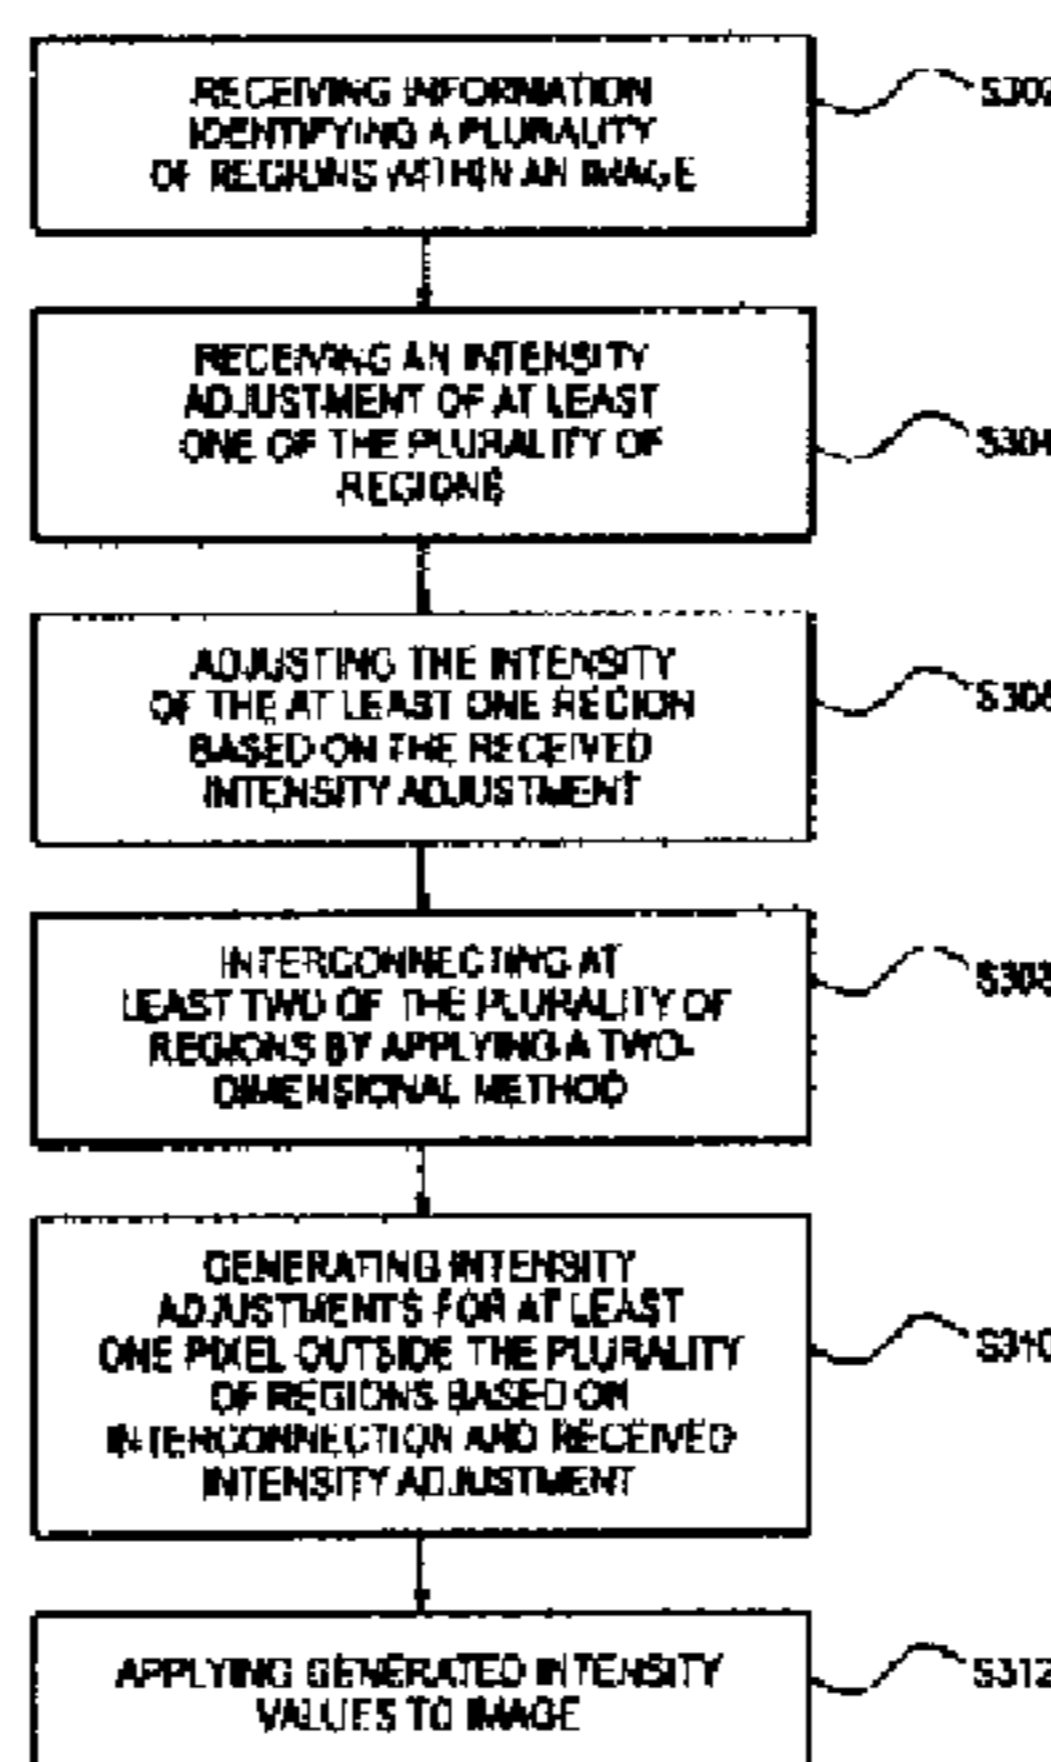 RECEIVING INFORMATION
IDENTIFYING A PLURALITY
OF REGIONS WITHIN AN IMAGE
S302
RECEIVING AN INTENSITY
ADJUSTMENT OF AT LEAST
ONE OF THE PLURALITY OF
REGIONS
S304
ADJUSTING THE INTENSITY
OF THE AT LEAST ONE REGION
BASED ON THE RECEIVED
INTENSITY ADJUSTMENT
S306
INTERCONNECTING AT
LEAST TWO OF THE PLURALITY OF
REGIONS BY APPLYING A TWO-
DIMENSIONAL METHOD
S308
GENERATING INTENSITY
ADJUSTMENTS FOR AT LEAST
ONE PIXEL OUTSIDE THE PLURALITY
OF REGIONS BASED ON
INTERCONNECTION AND RECEIVED
INTENSITY ADJUSTMENT
S310
APPLYING GENERATED INTENSITY
VALUES TO IMAGE
S312